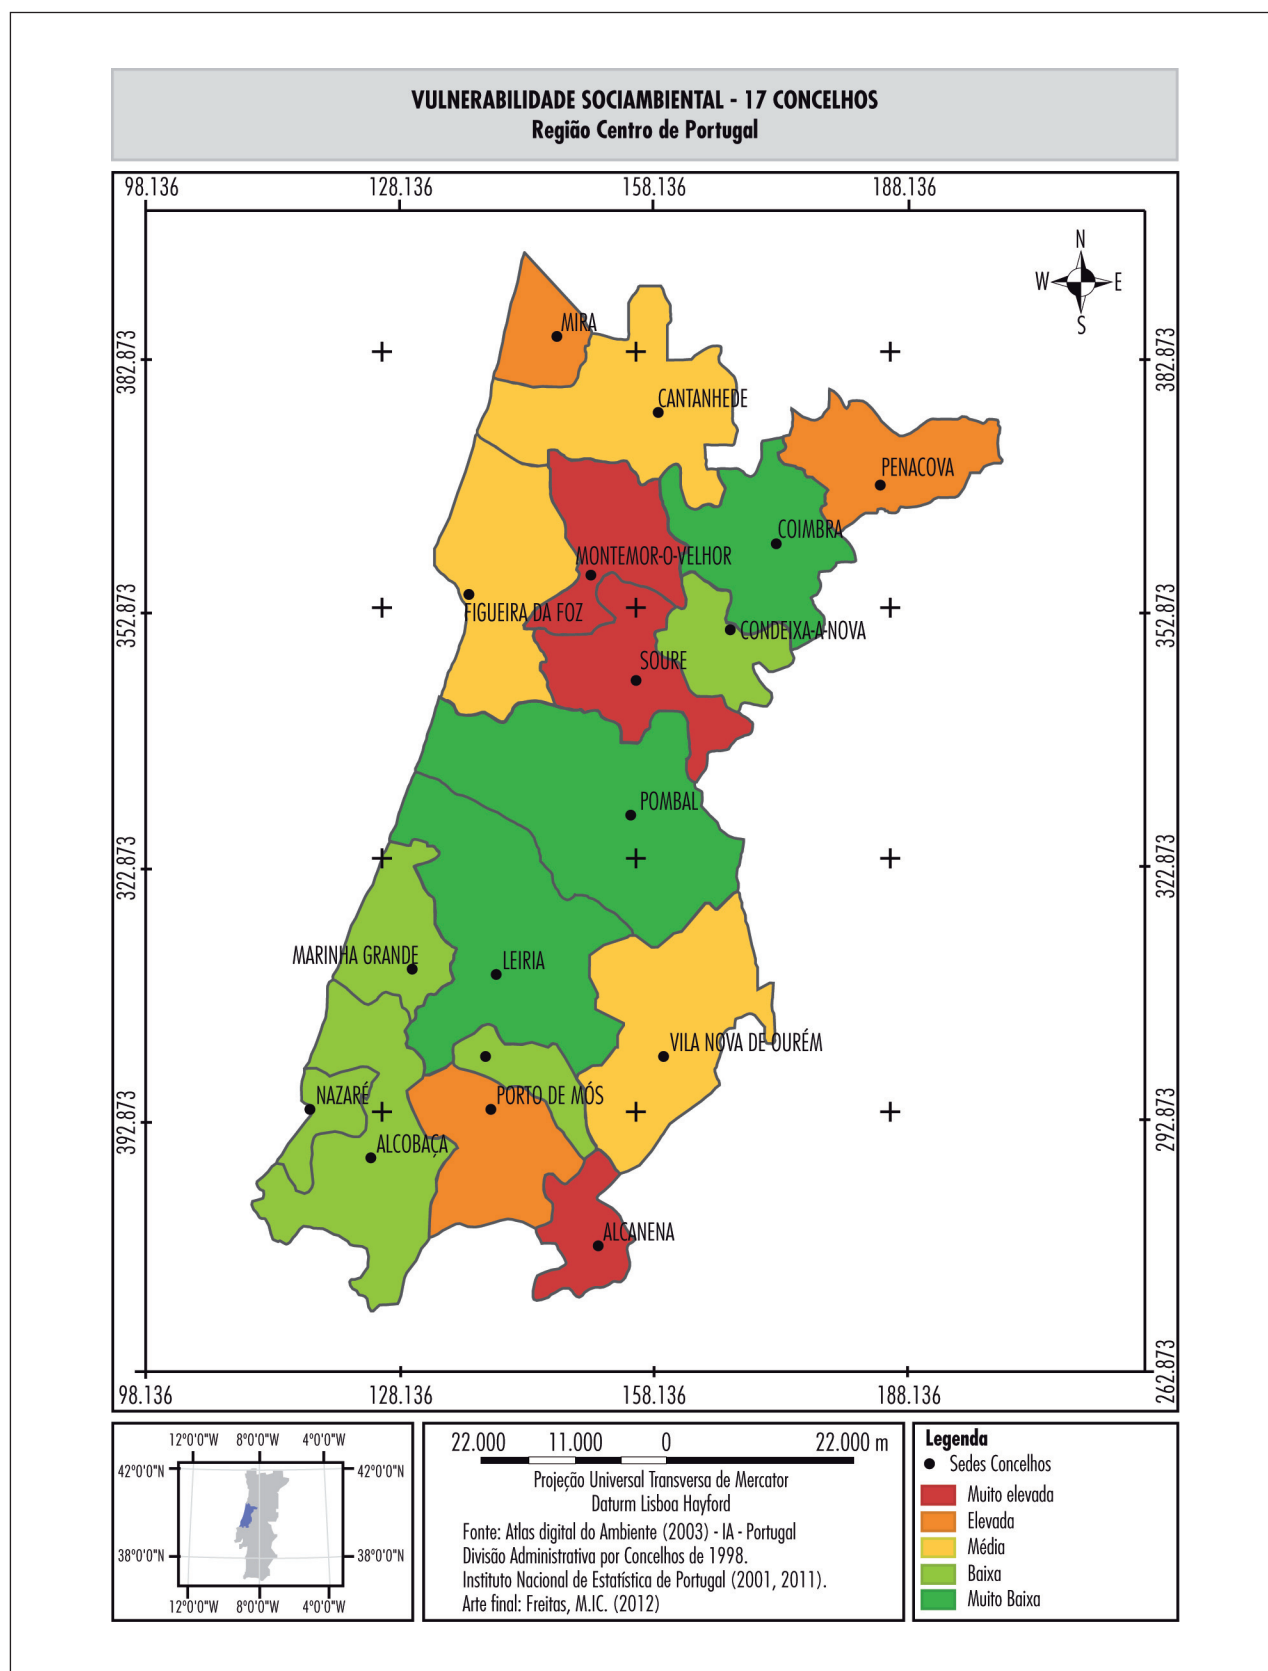 VULNERABILIDADE SOCIAMBIENTAL - 17 CONCELHOS
Região Centro de Portugal
98.136 128.136 158.136 188.136
N
W E
S
382.873 382.873
MIRA
CANTANHEDE
PENACOVA
COIMBRA
MONTEMOR-O-VELHOR
352.873 352.873
FIGUEIRA DA FOZ
CONDEIXA-A-NOVA
SOURE
POMBAL
322.873 322.873
MARINHA GRANDE
LEIRIA
VILA NOVA DE OURÉM
NAZARÉ
PORTO DE MÓS
392.873 292.873
ALCOBAÇA
ALCANENA
262.873
98.136 128.136 158.136 188.136
12°0'0"W 8°0'0"W 4°0'0"W
42°0'0"N 42°0'0"N
38°0'0"N 38°0'0"N
12°0'0"W 8°0'0"W 4°0'0"W
22.000 11.000 0 22.000 m
Projeção Universal Transversa de Mercator
Daturm Lisboa Hayford
Fonte: Atlas digital do Ambiente (2003) - IA - Portugal
Divisão Administrativa por Concelhos de 1998.
Instituto Nacional de Estatística de Portugal (2001, 2011).
Arte final: Freitas, M.IC. (2012)
Legenda
Sedes Concelhos
Muito elevada
Elevada
Média
Baixa
Muito Baixa